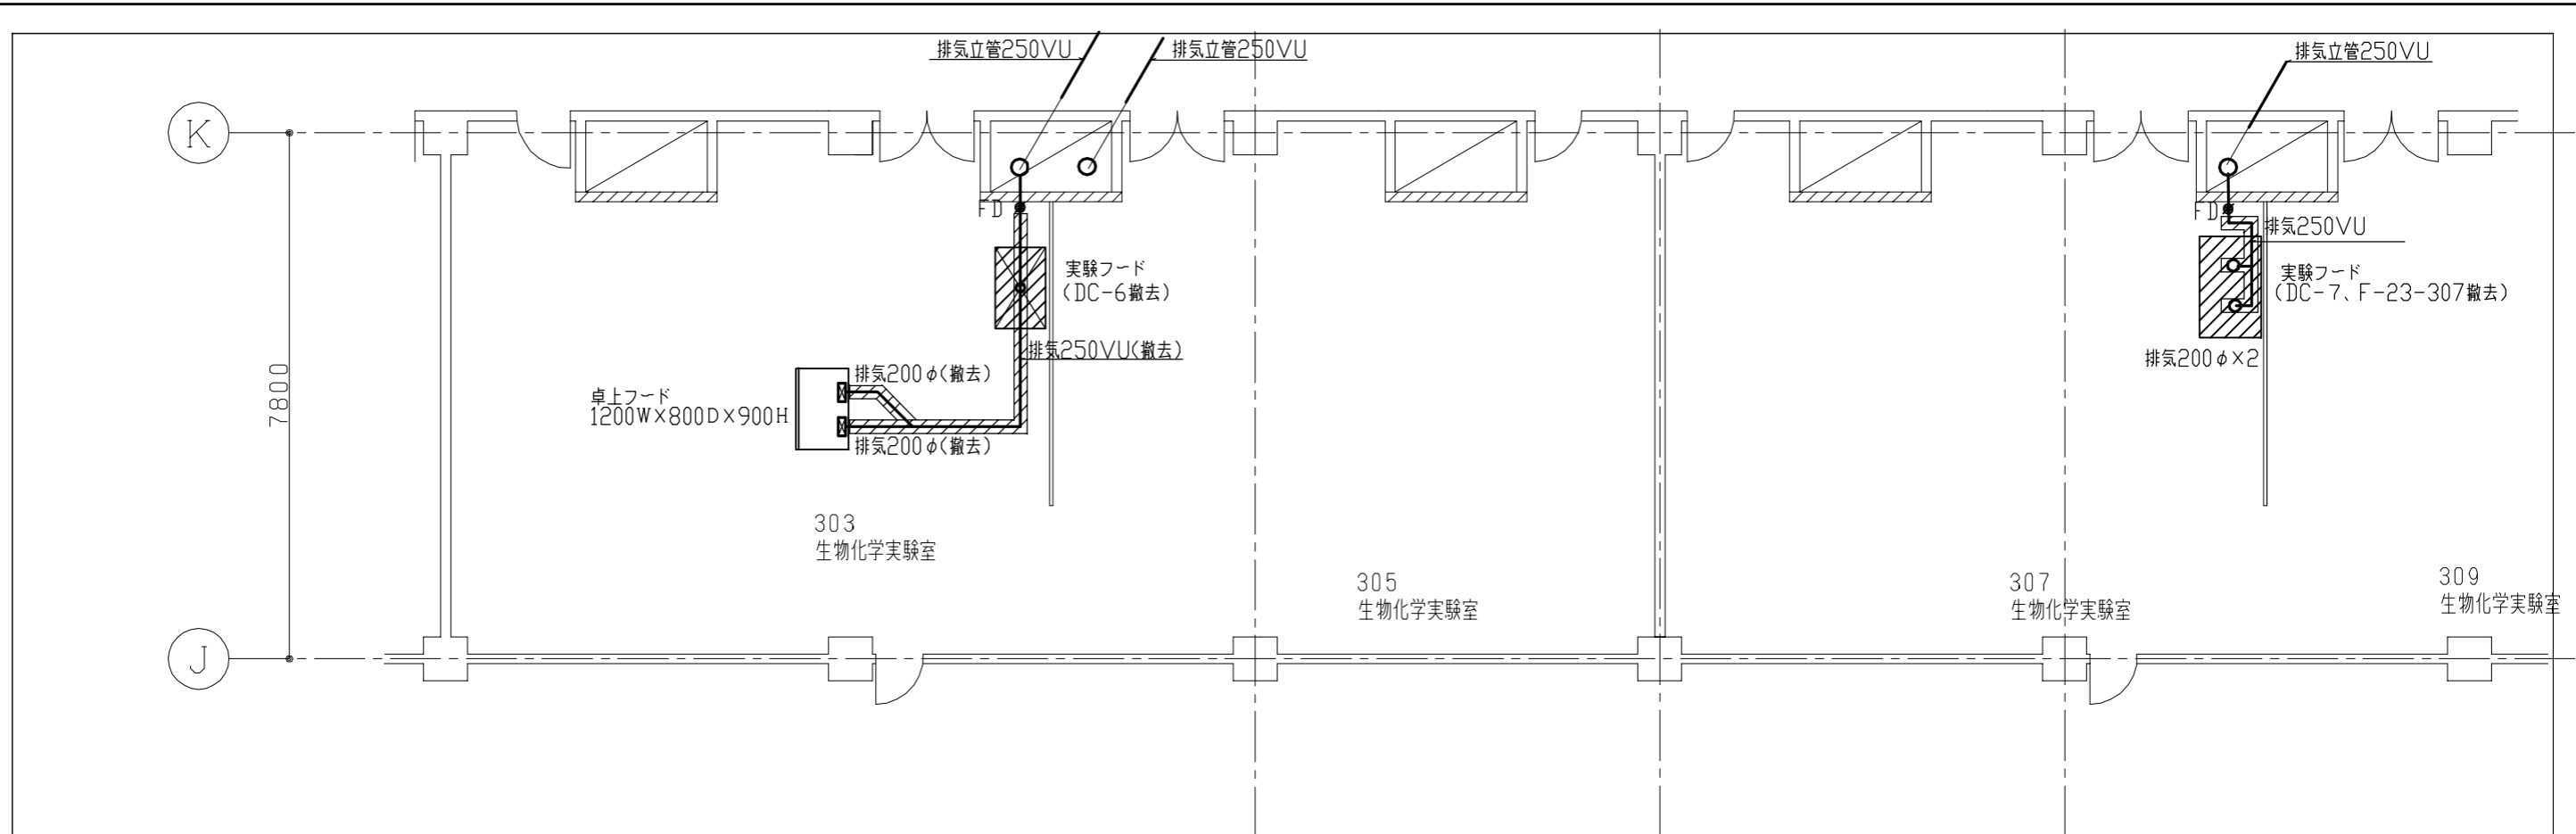 排気立管250VU
排気立管250VU
排気立管250VU
K
FD
FD
排気250VU
実験フード
(DC-6撤去)
実験フード
(DC-7、F-23-307撤去)
排気250VU(撤去)
排気200φ×2
7800
排気200φ(撤去)
卓上フード
1200W×800D×900H
排気200φ(撤去)
303
生物化学実験室
305
生物化学実験室
307
生物化学実験室
309
生物化学実験室
J